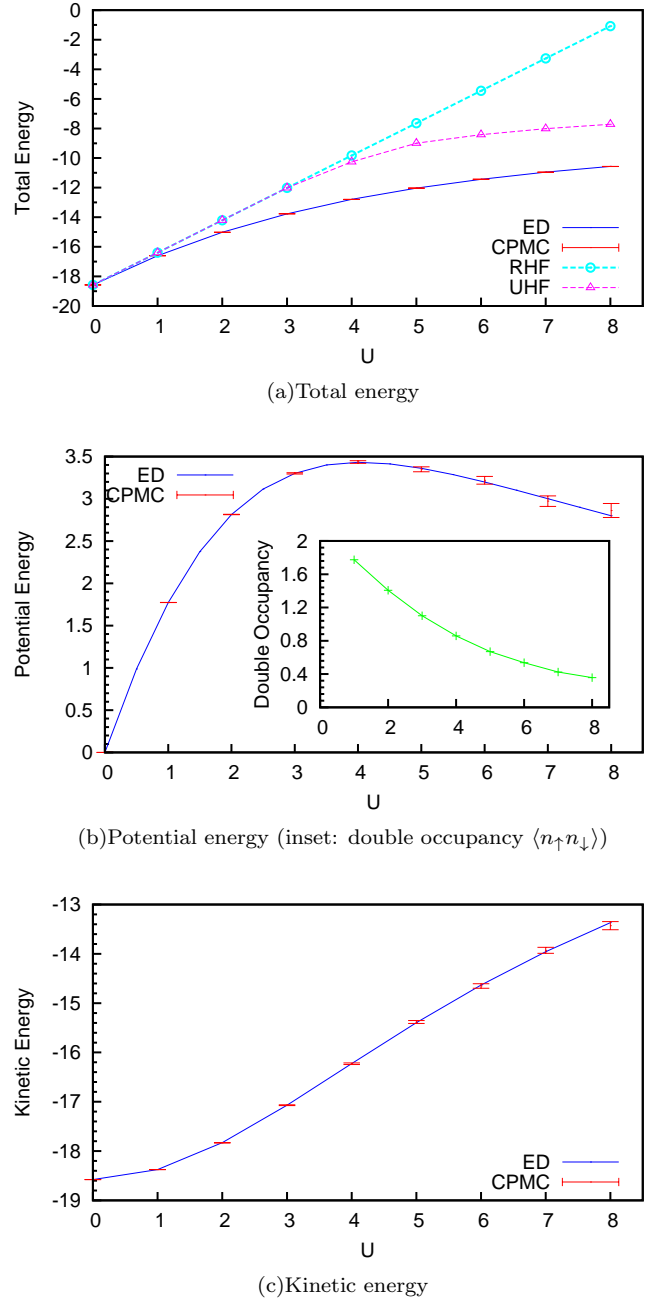 0
-2
-4
-6
-8
-10
-12
-14
-16
-18
-20
Total Energy
ED
CPMC
RHF
UHF
0 1 2 3 4 5 6 7 8
U
(a)Total energy
3.5
3
2.5
2
1.5
1
0.5
0
Potential Energy
ED
CPMC
2
1.6
1.2
0.8
0.4
0
Double Occupancy
0 2 4 6 8
0 1 2 3 4 5 6 7 8
U
(b)Potential energy (inset: double occupancy ⟨n↑n↓⟩)
-13
-14
-15
-16
-17
-18
-19
Kinetic Energy
ED
CPMC
0 1 2 3 4 5 6 7 8
U
(c)Kinetic energy